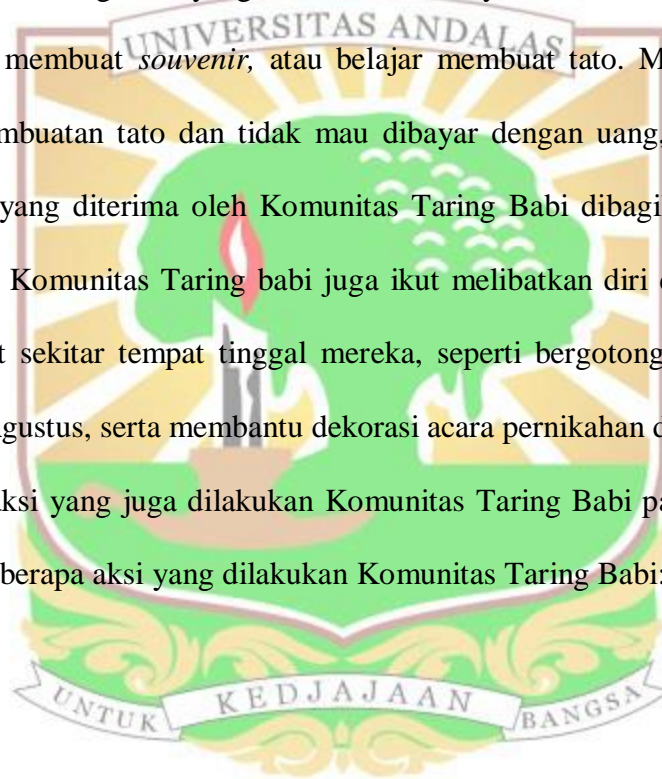 UNIVERSITAS ANDALAS
membuat souvenir, atau belajar membuat tato. M
mbuatan tato dan tidak mau dibayar dengan uang,
yang diterima oleh Komunitas Taring Babi dibagi
Komunitas Taring babi juga ikut melibatkan diri
t sekitar tempat tinggal mereka, seperti bergotong
gustus, serta membantu dekorasi acara pernikahan d
ksi yang juga dilakukan Komunitas Taring Babi pa
berapa aksi yang dilakukan Komunitas Taring Babi:
UNTUK KEDJAJAAN BANGSA